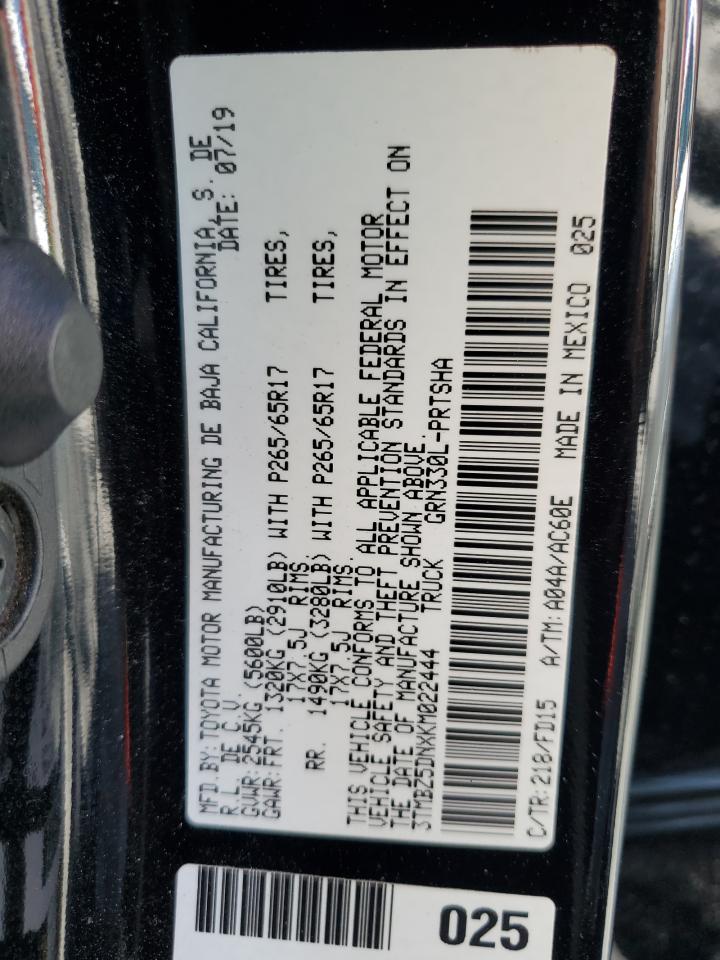 MFD BY: TOYOTA MOTOR MANUFACTURING DE BAJA CALIFORNIA, S. DE
R.L. DE C.V. DATE: 07/19
GVWR: 2545KG (5600LB)
GAWR: FRT. 1320KG (2910LB) WITH P265/65R17 TIRES,
17X7.5J RIMS.
RR. 1490KG (3280LB) WITH P265/65R17 TIRES,
17X7.5J RIMS.
THIS VEHICLE CONFORMS TO ALL APPLICABLE FEDERAL MOTOR
VEHICLE SAFETY AND THEFT PREVENTION STANDARDS IN EFFECT ON
THE DATE OF MANUFACTURE SHOWN ABOVE.
3TMBZ5DNXKM022444 TRUCK GRN330L-PRTSHA
C/TR: 218/FD15 A/TM: A04A/AC60E MADE IN MEXICO 025
025